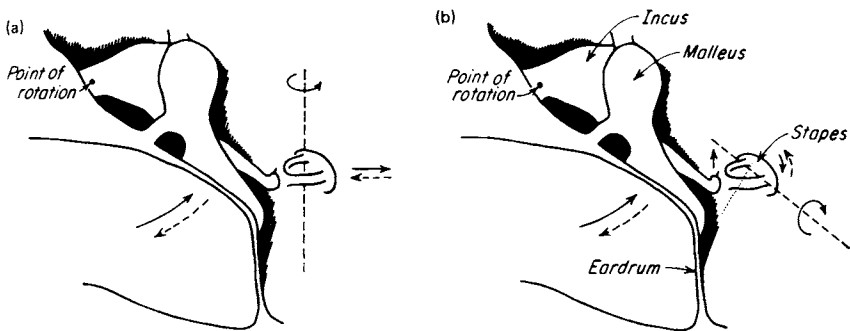 (a)
Point of
rotation
(b)
Incus
Malleus
Point of
rotation
Stapes
Eardrum